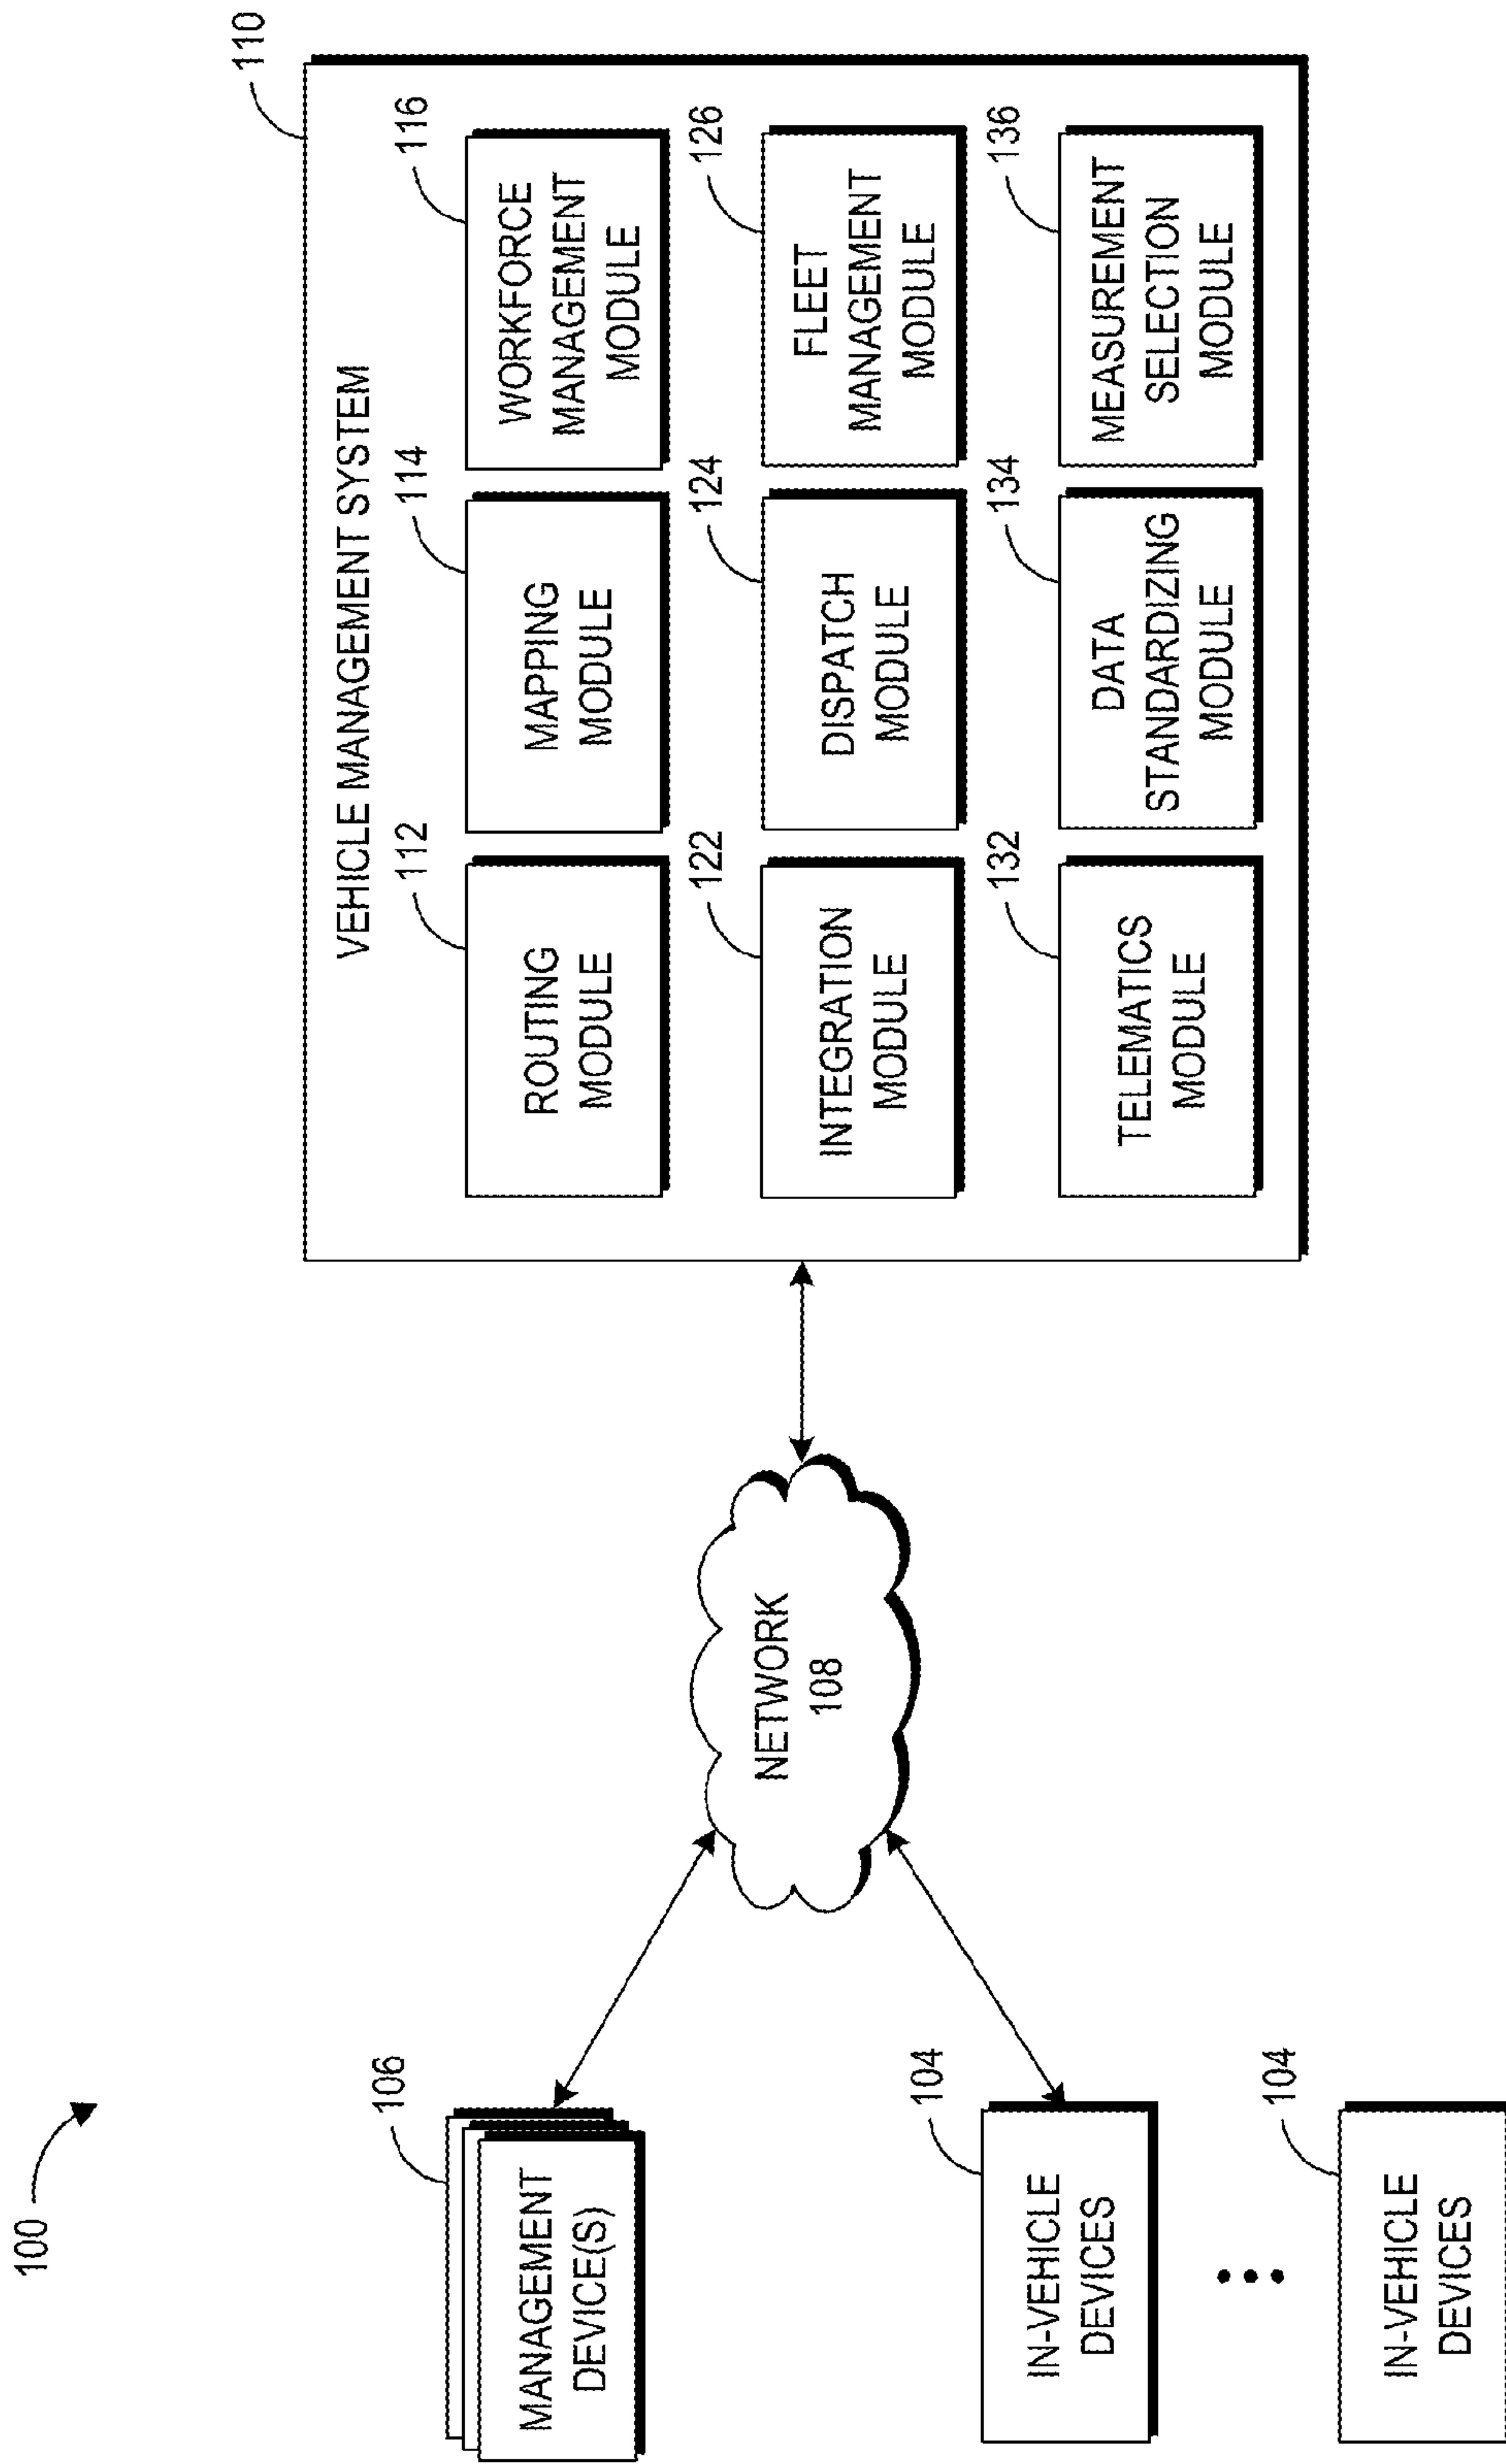 100
106
MANAGEMENT
DEVICE(S)
104
IN-VEHICLE
DEVICES
104
IN-VEHICLE
DEVICES
NETWORK
108
110
VEHICLE MANAGEMENT SYSTEM
112
ROUTING
MODULE
114
MAPPING
MODULE
116
WORKFORCE
MANAGEMENT
MODULE
122
INTEGRATION
MODULE
124
DISPATCH
MODULE
126
FLEET
MANAGEMENT
MODULE
132
TELEMATICS
MODULE
134
DATA
STANDARDIZING
MODULE
136
MEASUREMENT
SELECTION
MODULE